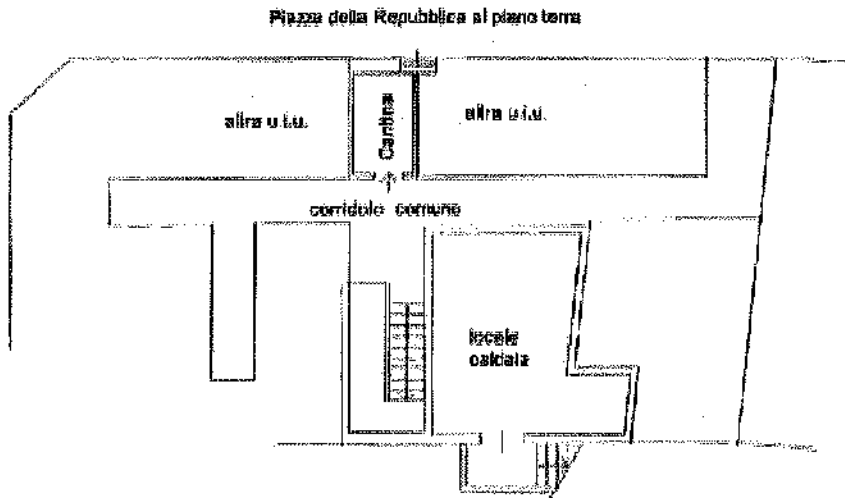 Piazza della Repubblica al piano terra
altra u.i.u.
Cantina
altra u.i.u.
corridoio comune
locale
caldaia